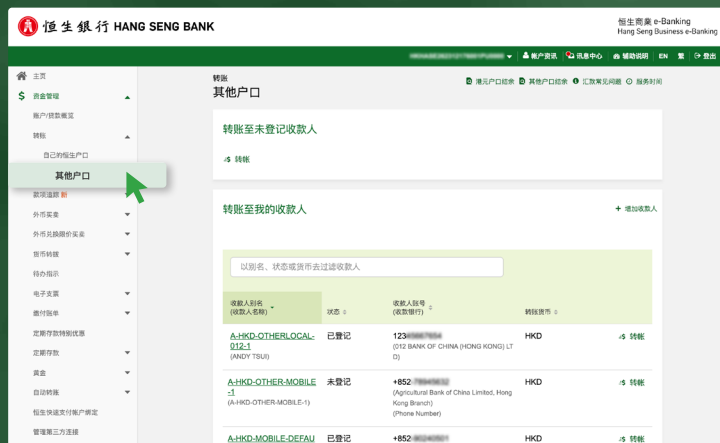 恒生銀行 HANG SENG BANK
恒生商業 e-Banking
Hang Seng Business e-Banking
帐户资讯
讯息中心
辅助说明
EN
繁
登出
主页
资金管理
账户/贷款概览
转账
自己的恒生户口
其他户口
款项追踪 新
外币买卖
外币兑换限价买卖
货币转拨
待办指示
电子支票
缴付账单
定期存款特别优惠
定期存款
黄金
自动转账
恒生快速支付帐户绑定
管理第三方连接
转账
其他户口
港元户口结余
其他户口结余
汇款常见问题
服务时间
转账至未登记收款人
转帐
转账至我的收款人
+ 增加收款人
以别名、状态或货币去过滤收款人
收款人别名
(收款人名称)
状态
收款人账号
(收款银行)
转账货币
A-HKD-OTHERLOCAL-
012-1
(ANDY TSUI)
已登记
123
(012 BANK OF CHINA (HONG KONG) LT
D)
HKD
转帐
A-HKD-OTHER-MOBILE
-1
(A-HKD-OTHER-MOBILE-1)
未登记
+852-
(Agricultural Bank of China Limited, Hong
Kong Branch)
(Phone Number)
HKD
转帐
A-HKD-MOBILE-DEFAU
已登记
+852-
HKD
转帐